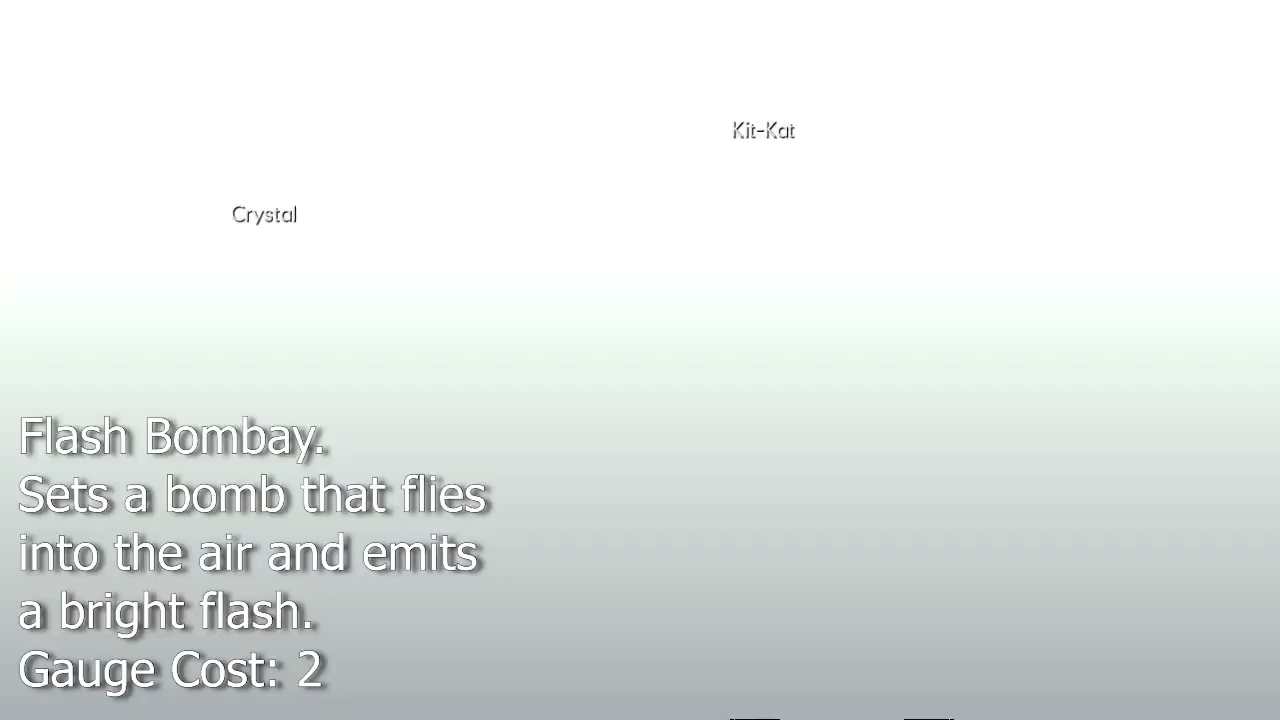 Kit-Kat
Crystal
Flash Bombay.
Sets a bomb that flies
into the air and emits
a bright flash.
Gauge Cost: 2